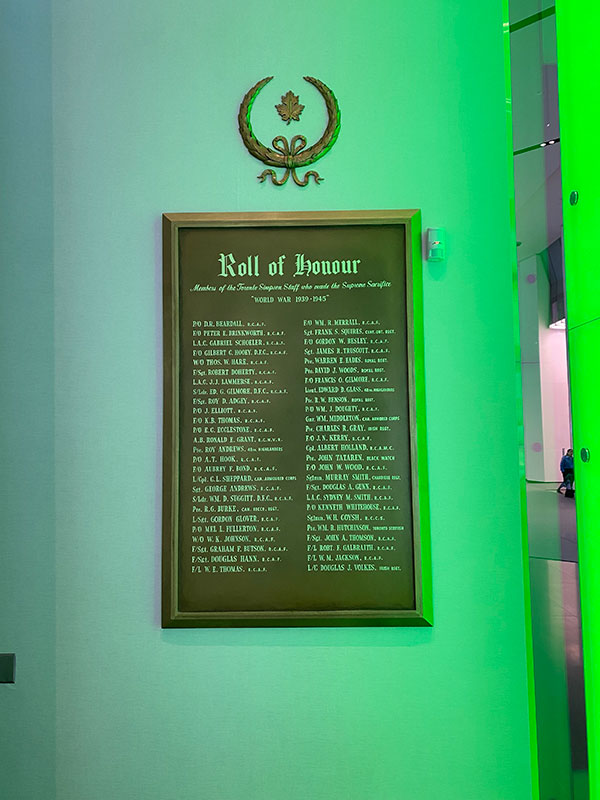 Roll of Honour
Members of the Toronto Simpson Staff who made the Supreme Sacrifice
"WORLD WAR 1939-1945"
P/O D.R. BEARDALL, R.C.A.F.
F/O PETER E. BRINKWORTH, R.C.A.F.
L.A.C. GABRIEL SCHOELER, R.C.A.F.
F/O GILBERT C. HOOEY, D.F.C., R.C.A.F.
W/O THOS. W. HARE, R.C.A.F.
F/Sgt. ROBERT DOHERTY, R.C.A.F.
L.A.C. J.J. LAMMERSE, R.C.A.F.
S/Ldr. ED. G. GILMORE, D.F.C., R.C.A.F.
F/Sgt. ROY D. ADGEY, R.C.A.F.
P/O J. ELLIOTT, R.C.A.F.
F/O K.B. THOMAS, R.C.A.F.
P/O E.C. ECCLESTONE, R.C.A.F.
A.B. RONALD E. GRANT, R.C.N.V.R.
Pte. ROY ANDREWS, 48TH HIGHLANDERS
P/O A.T. HOOK, R.C.A.F.
F/O AUBREY F. BOND, R.C.A.F.
L/Cpl. C.L. SHEPPARD, CAN. ARMOURED CORPS
Sgt. GEORGE ANDREWS, R.C.A.F.
S/Ldr. WM. D. STOGITT, D.F.C., R.C.A.F.
Pte. R.G. BURKE, CAN. RECCE. REGT.
L/Sgt. GORDON GLOVER, R.C.A.F.
P/O MEL L. FULLERTON, R.C.A.F.
W/O W.K. JOHNSON, R.C.A.F.
F/Sgt. GRAHAM F. BUTSON, R.C.A.F.
F/Sgt. DOUGLAS HANN, R.C.A.F.
F/L W.E. THOMAS, R.C.A.F.
F/O WM. R. MERRALL, R.C.A.F.
Sgt. FRANK S. SQUIRES, CENT. ONT. REGT.
F/O GORDON W. BESLEY, R.C.A.F.
Sgt. JAMES R. TRUSCOTT, R.C.A.F.
Pte. WARREN E. EADES, ROYAL REGT.
Pte. DAVID J. WOODS, ROYAL REGT.
P/O FRANCIS O. GILMORE, R.C.A.F.
Lieut. EDWARD D. GLASS, 48TH HIGHLANDERS
Pte. R.W. BENSON, ROYAL REGT.
P/O WM. J. DOUGHTY, R.C.A.F.
Gnr. WM. MIDDLETON, CAN. ARMORED CORPS
Pte. CHARLES R. GRAY, IRISH REGT.
F/O J.N. KERRY, R.C.A.F.
Cpl. ALBERT HOLLAND, R.C.A.M.C.
Pte. JOHN TATAREN, BLACK WATCH
F/O JOHN W. WOOD, R.C.A.F.
Sgtmn. MURRAY SMITH, CHAUDIERE REGT.
F/Sgt. DOUGLAS A. GUNN, R.C.A.F.
L.A.C. SYDNEY M. SMITH, R.C.A.F.
P/O KENNETH WHITEHOUSE, R.C.A.F.
Sglmn. W.H. COYSH, R.C.C.S.
Pte. WM. R. HUTCHINSON, TORONTO SCOTTISH
F/Sgt. JOHN A. THOMSON, R.C.A.F.
F/L ROBT. F. GALBRAITH, R.C.A.F.
F/L W.M. JACKSON, R.C.A.F.
L/C DOUGLAS J. VOLKES, IRISH REGT.